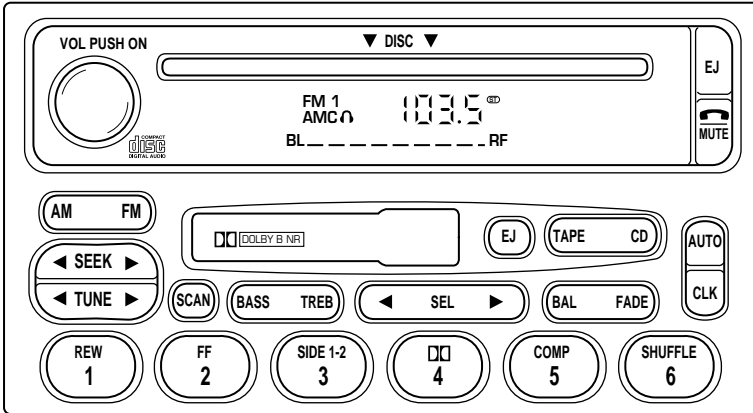 VOL PUSH ON
DISC
EJ
FM 1
AMC
103.5
ST
COMPACT
disc
DIGITAL AUDIO
BL
RF
MUTE
AM FM
DOLBY B NR
EJ
TAPE CD
AUTO
CLK
SEEK
TUNE
SCAN
BASS TREB
SEL
BAL FADE
REW
1
FF
2
SIDE 1-2
3
4
COMP
5
SHUFFLE
6